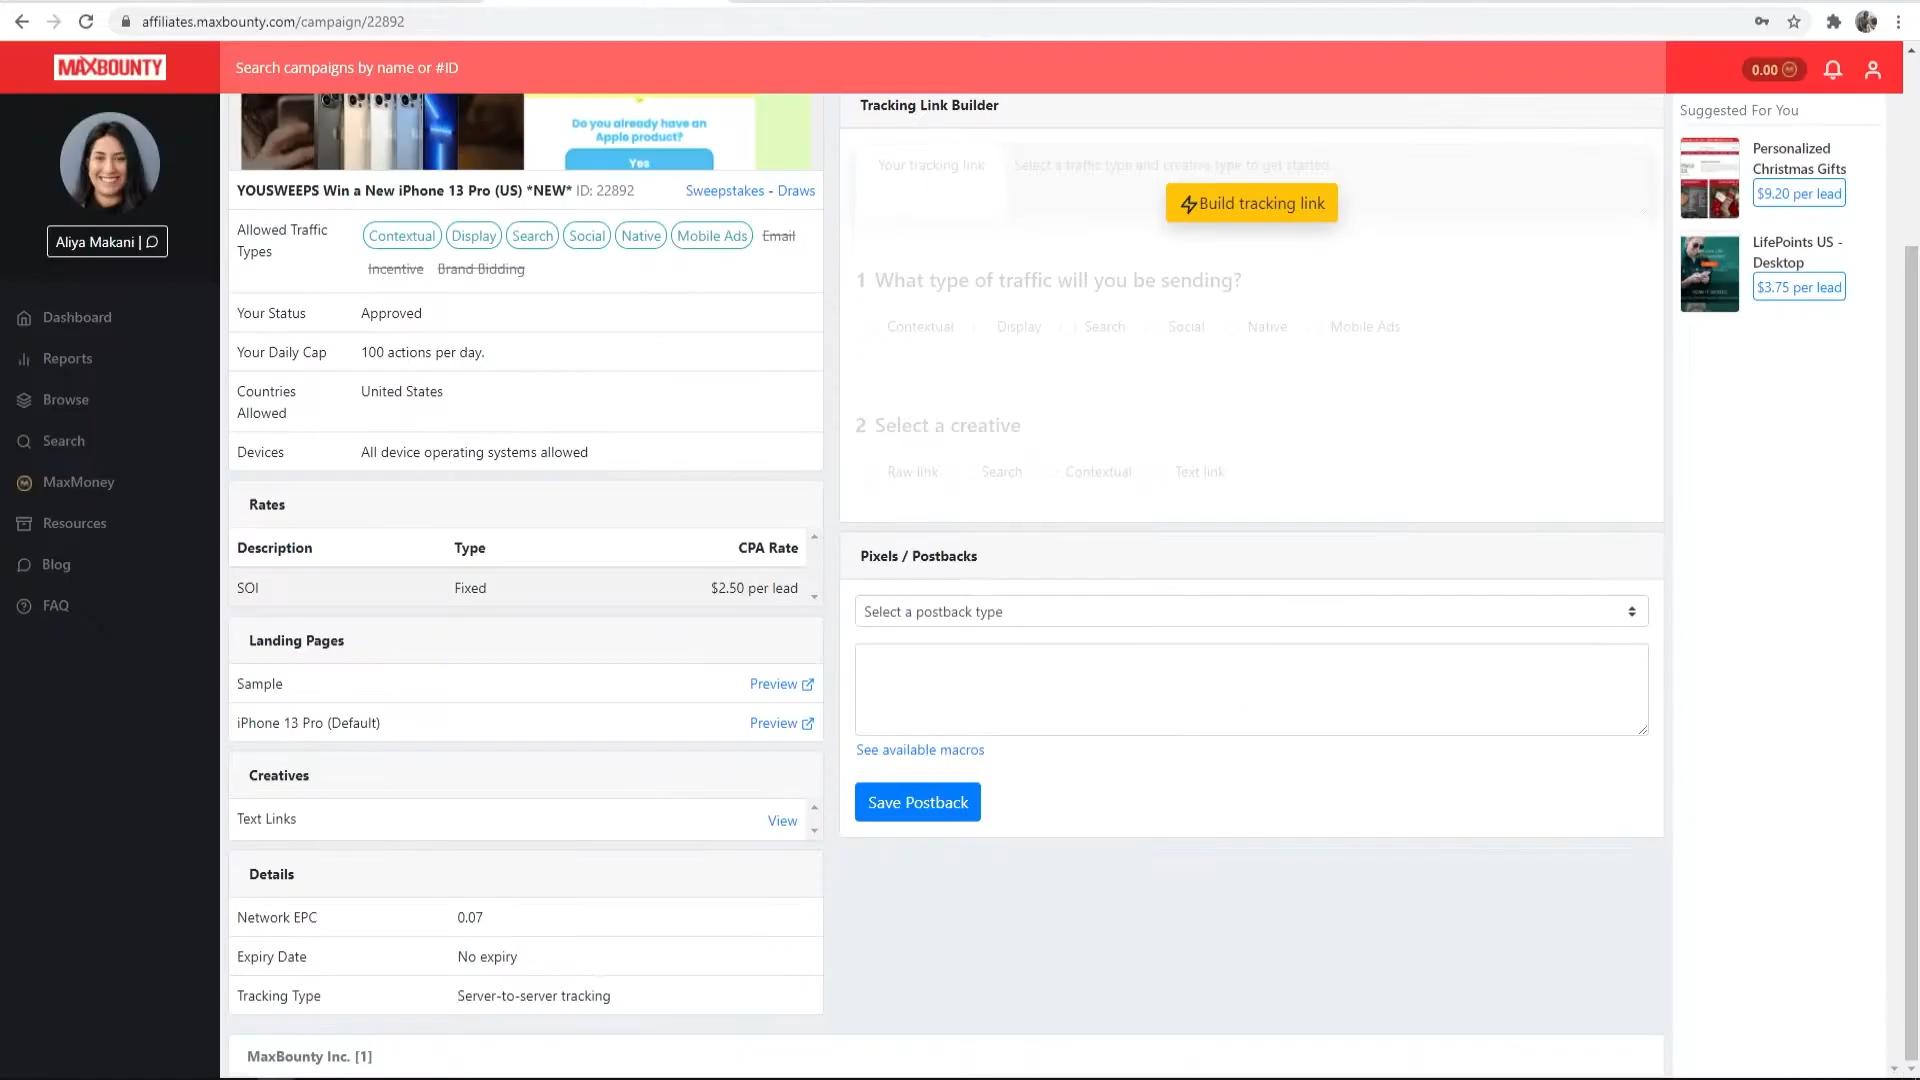 affiliates.maxbounty.com/campaign/22892
MAXBOUNTY
Search campaigns by name or #ID
0.00
Aliya Makani |
Dashboard
Reports
Browse
Search
MaxMoney
Resources
Blog
FAQ
Do you already have an
Apple product?
Yes
YOUSWEEPS Win a New iPhone 13 Pro (US) *NEW* ID: 22892
Sweepstakes - Draws
Allowed Traffic
Types
Contextual Display Search Social Native Mobile Ads Email
Incentive Brand Bidding
Your Status Approved
Your Daily Cap 100 actions per day.
Countries
Allowed
United States
Devices All device operating systems allowed
Rates
Description Type CPA Rate
SOI Fixed $2.50 per lead
Landing Pages
Sample Preview
iPhone 13 Pro (Default) Preview
Creatives
Text Links View
Details
Network EPC 0.07
Expiry Date No expiry
Tracking Type Server-to-server tracking
MaxBounty Inc. [1]
Tracking Link Builder
Your tracking link Select a traffic type and creative type to get started.
Build tracking link
1 What type of traffic will you be sending?
Contextual Display Search Social Native Mobile Ads
2 Select a creative
Raw link Search Contextual Text link
Pixels / Postbacks
Select a postback type
See available macros
Save Postback
Suggested For You
Personalized
Christmas Gifts
$9.20 per lead
LifePoints US -
Desktop
$3.75 per lead